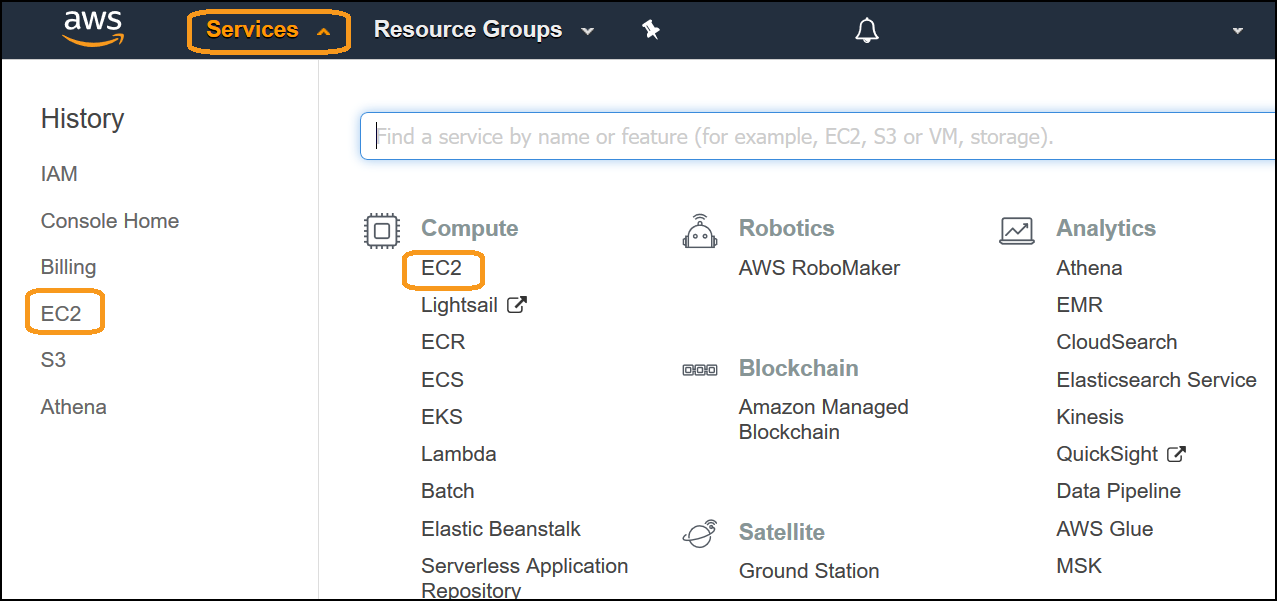 aws
Services
Resource Groups
History
IAM
Console Home
Billing
EC2
S3
Athena
Find a service by name or feature (for example, EC2, S3 or VM, storage).
Compute
EC2
Lightsail
ECR
ECS
EKS
Lambda
Batch
Elastic Beanstalk
Serverless Application
Repository
Robotics
AWS RoboMaker
Blockchain
Amazon Managed
Blockchain
Satellite
Ground Station
Analytics
Athena
EMR
CloudSearch
Elasticsearch Service
Kinesis
QuickSight
Data Pipeline
AWS Glue
MSK